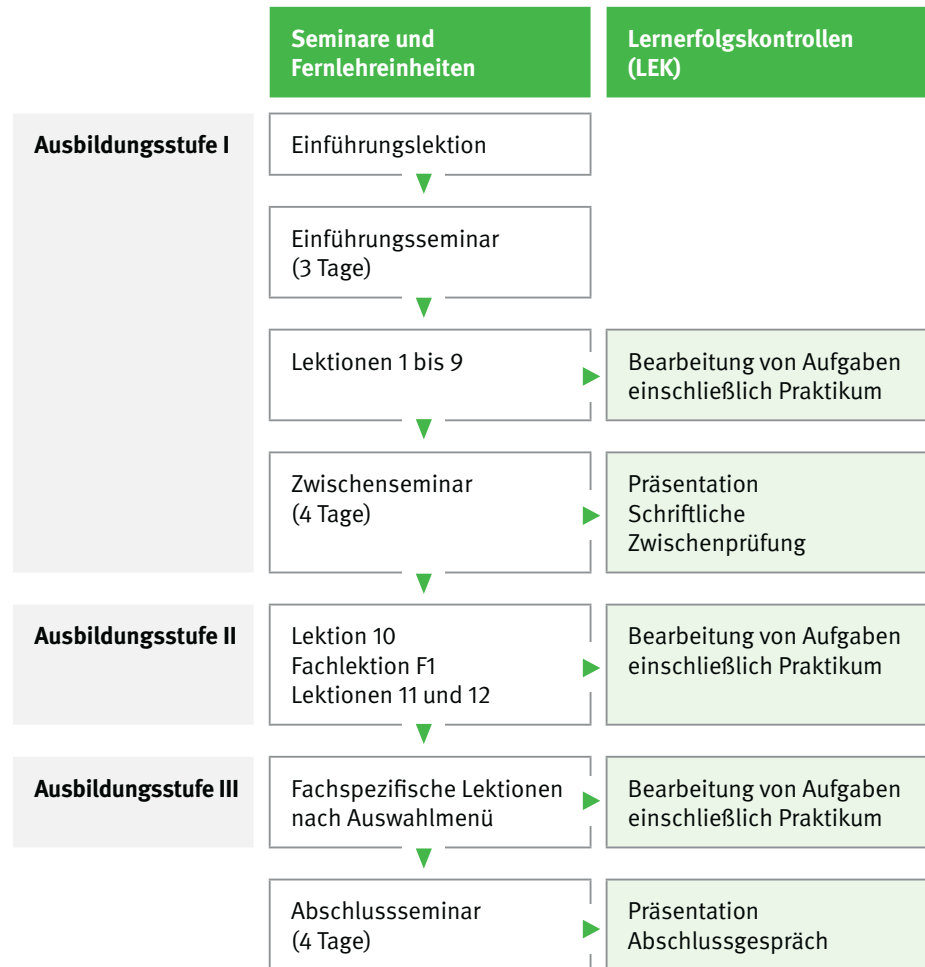 Seminare und
Fernlehreinheiten
Lernerfolgskontrollen
(LEK)
Ausbildungsstufe I
Einführungslektion
Einführungsseminar
(3 Tage)
Lektionen 1 bis 9
Bearbeitung von Aufgaben
einschließlich Praktikum
Zwischenseminar
(4 Tage)
Präsentation
Schriftliche
Zwischenprüfung
Ausbildungsstufe II
Lektion 10
Fachlektion F1
Lektionen 11 und 12
Bearbeitung von Aufgaben
einschließlich Praktikum
Ausbildungsstufe III
Fachspezifische Lektionen
nach Auswahlmenü
Bearbeitung von Aufgaben
einschließlich Praktikum
Abschlussseminar
(4 Tage)
Präsentation
Abschlussgespräch